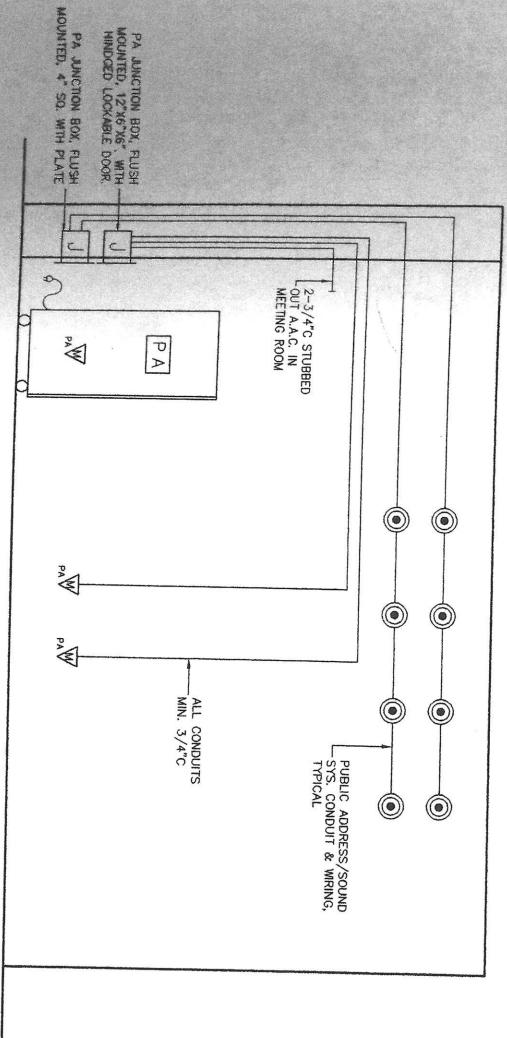 PA JUNCTION BOX, FLUSH
MOUNTED, 12"X6"X6", WITH
HINDGED LOCKABLE DOOR
PA JUNCTION BOX, FLUSH
MOUNTED, 4" SQ. WITH PLATE
J
J
2-3/4"C STUBBED
OUT A.A.C. IN
MEETING ROOM
PA
M
PA
M
PA
M
PA
ALL CONDUITS
MIN. 3/4"C
PUBLIC ADDRESS/SOUND
SYS. CONDUIT & WIRING,
TYPICAL